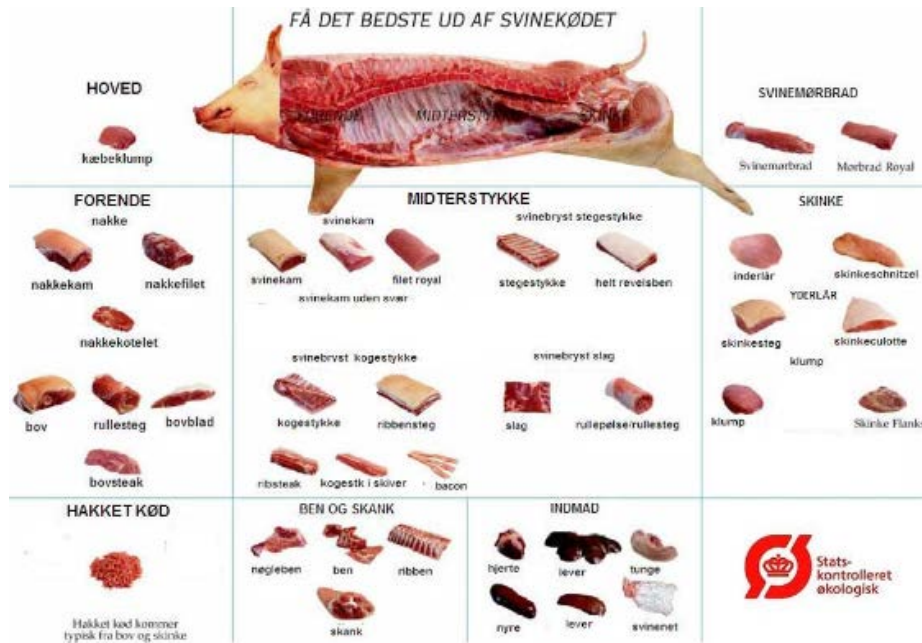 FÅ DET BEDSTE UD AF SVINEKØDET
FORENDE
MIDTERSTYKKE
SKINKE
HOVED
kæbeklump
SVINEMØRBRAD
Svinemørbrad
Mørbrad Royal
FORENDE
nakke
nakkekam
nakkefilet
nakkekotelet
bov
rullesteg
bovblad
bovsteak
MIDTERSTYKKE
svinekam
svinekam
filet royal
svinekam uden svær
svinebryst stegestykke
stegestykke
helt revelsben
svinebryst kogestykke
kogestykke
ribbensteg
ribsteak
kogestk i skiver
bacon
svinebryst slag
slag
rullepølse/rullesteg
SKINKE
inderlår
skinkeschnitzel
YDERLÅR
skinkesteg
skinkeculotte
klump
klump
Skinke Flanks
HAKKET KØD
Hakket kød kommer
typisk fra bov og skinke
BEN OG SKANK
nøgleben
ben
ribben
skank
INDMAD
hjerte
lever
tunge
nyre
lever
svinenet
Stats-
kontrolleret
økologisk